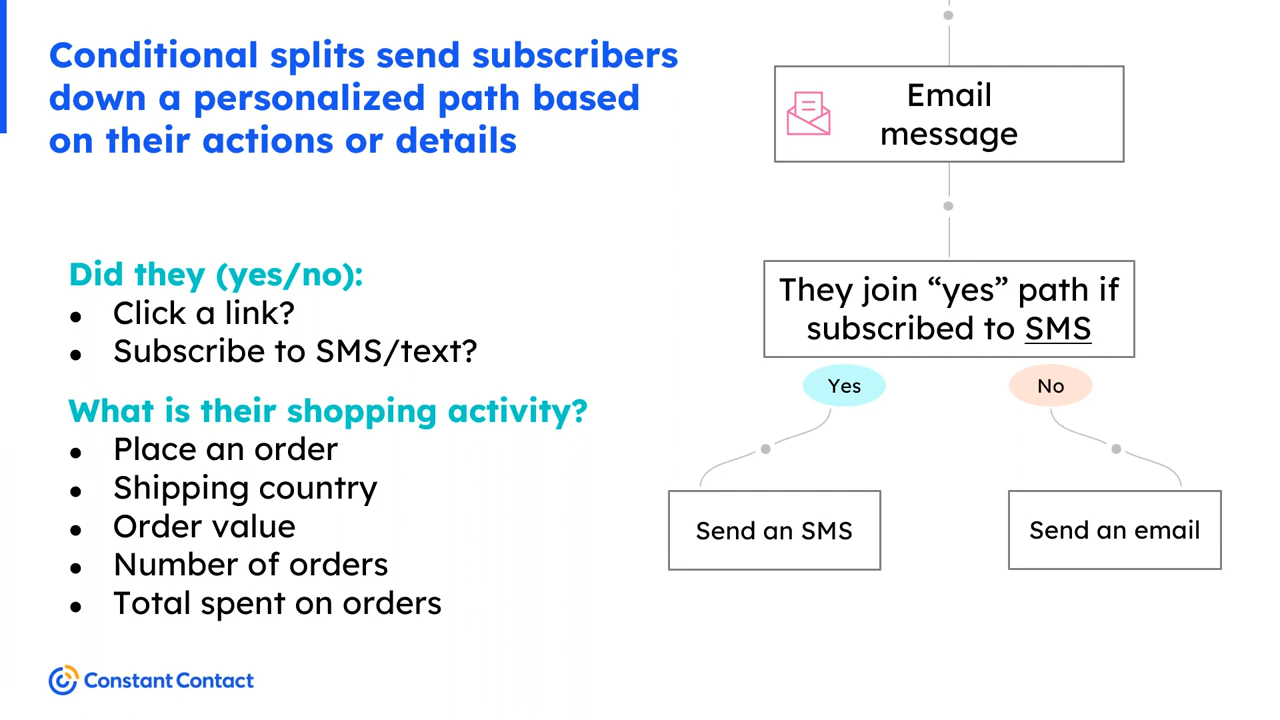 Conditional splits send subscribers
down a personalized path based
on their actions or details
Did they (yes/no):
● Click a link?
● Subscribe to SMS/text?
What is their shopping activity?
● Place an order
● Shipping country
● Order value
● Number of orders
● Total spent on orders
Constant Contact
Email
message
They join “yes” path if
subscribed to SMS
Yes
No
Send an SMS
Send an email